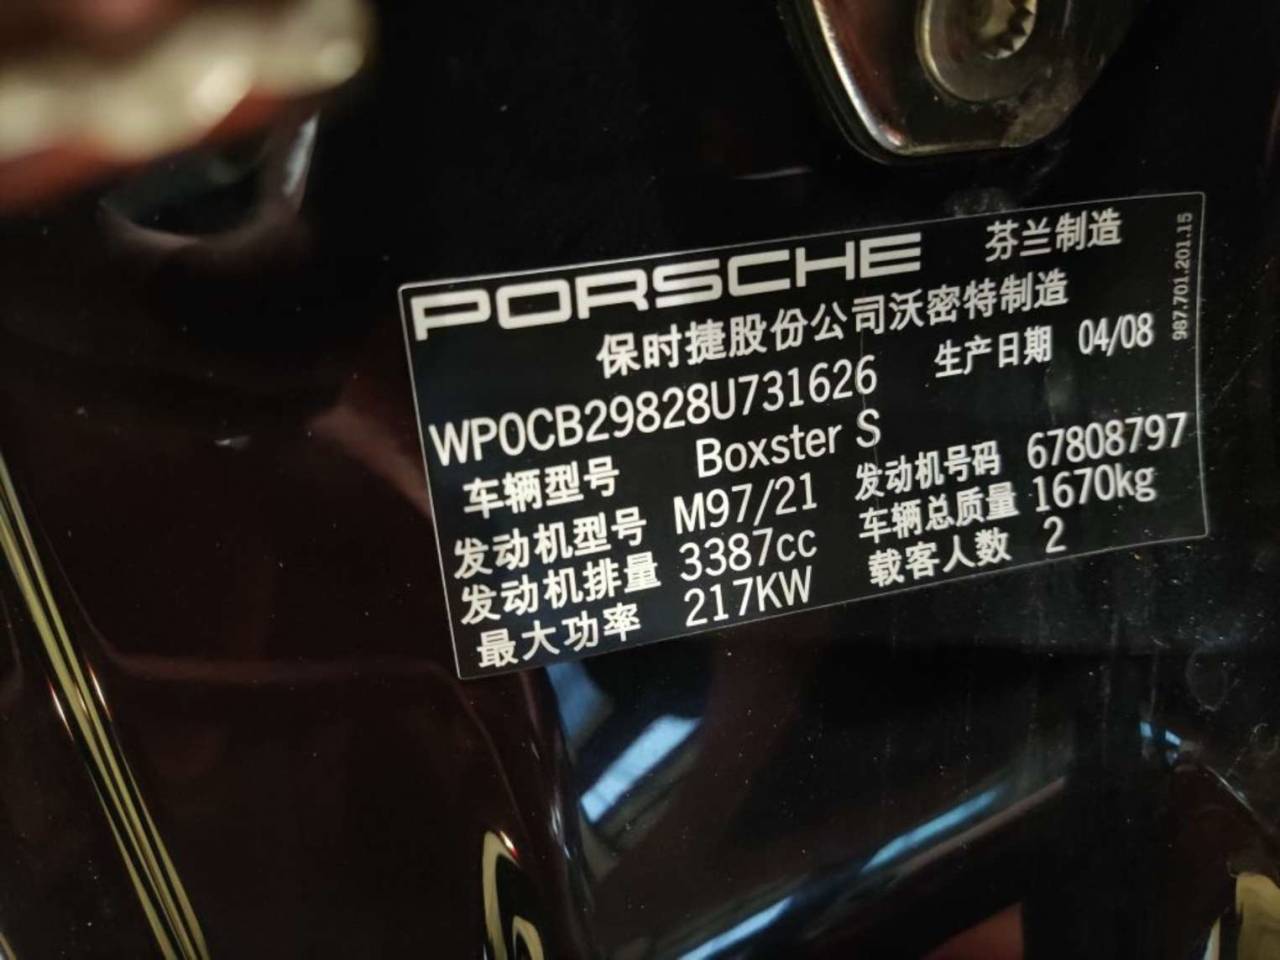 PORSCHE 芬兰制造
保时捷股份公司沃密特制造
WP0CB29828U731626 生产日期 04/08
车辆型号 Boxster S
发动机型号 M97/21 发动机号码 67808797
发动机排量 3387cc 车辆总质量 1670kg
最大功率 217KW 载客人数 2
987.701.201.15